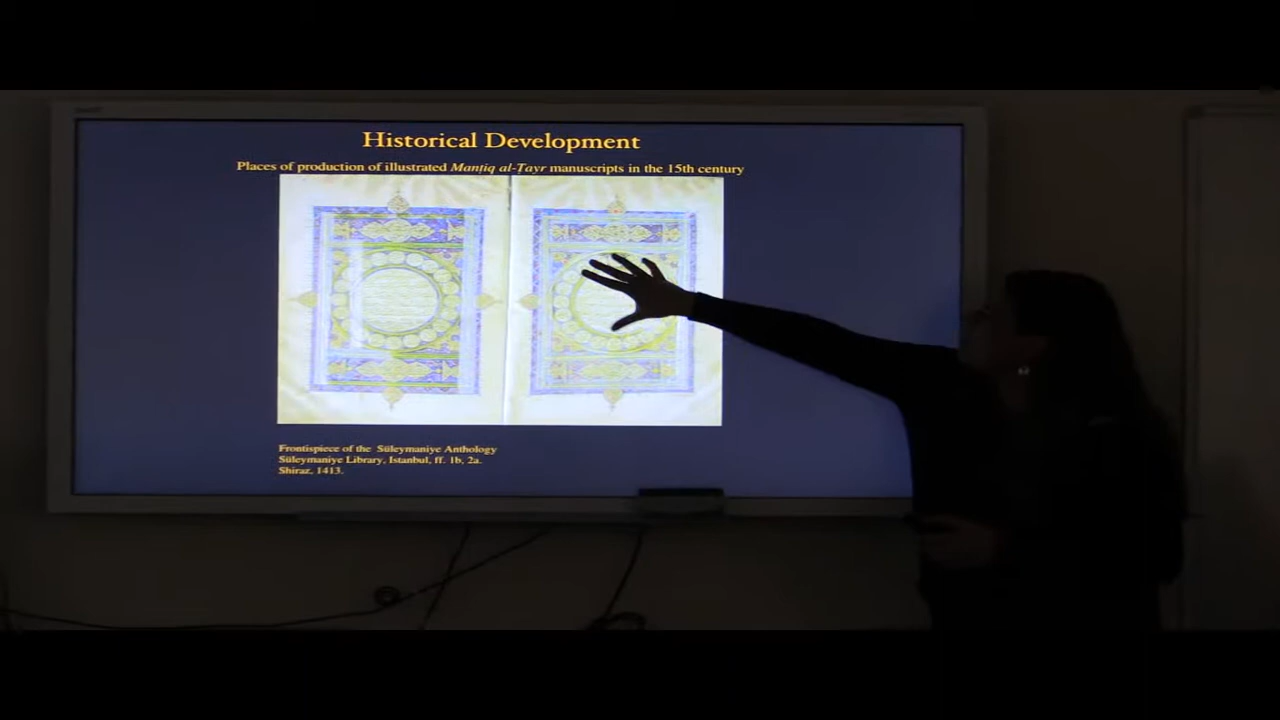 Historical Development
Places of production of illustrated Manṭiq al-Ṭayr manuscripts in the 15th century
Frontispiece of the Süleymaniye Anthology
Süleymaniye Library, Istanbul, ff. 1b, 2a.
Shiraz, 1413.